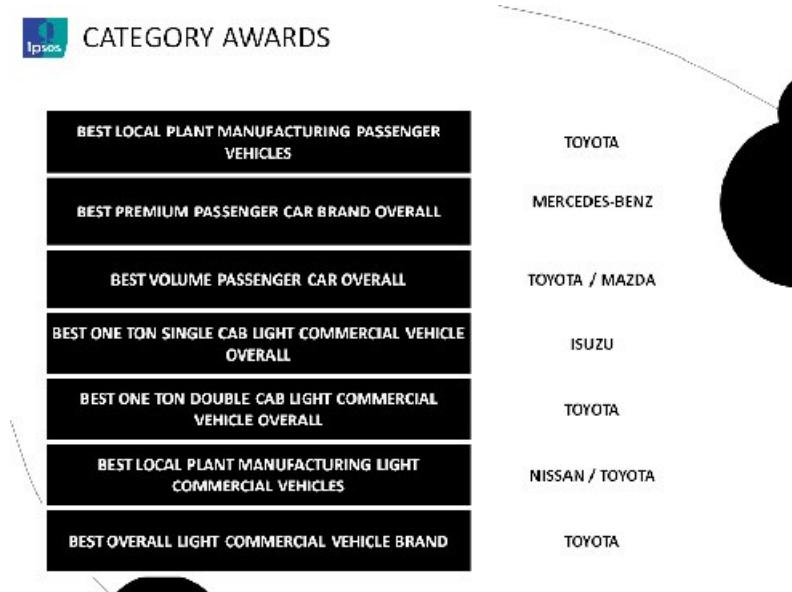 Ipsos
CATEGORY AWARDS
BEST LOCAL PLANT MANUFACTURING PASSENGER
VEHICLES
TOYOTA
BEST PREMIUM PASSENGER CAR BRAND OVERALL
MERCEDES-BENZ
BEST VOLUME PASSENGER CAR OVERALL
TOYOTA / MAZDA
BEST ONE TON SINGLE CAB LIGHT COMMERCIAL VEHICLE
OVERALL
ISUZU
BEST ONE TON DOUBLE CAB LIGHT COMMERCIAL
VEHICLE OVERALL
TOYOTA
BEST LOCAL PLANT MANUFACTURING LIGHT
COMMERCIAL VEHICLES
NISSAN / TOYOTA
BEST OVERALL LIGHT COMMERCIAL VEHICLE BRAND
TOYOTA